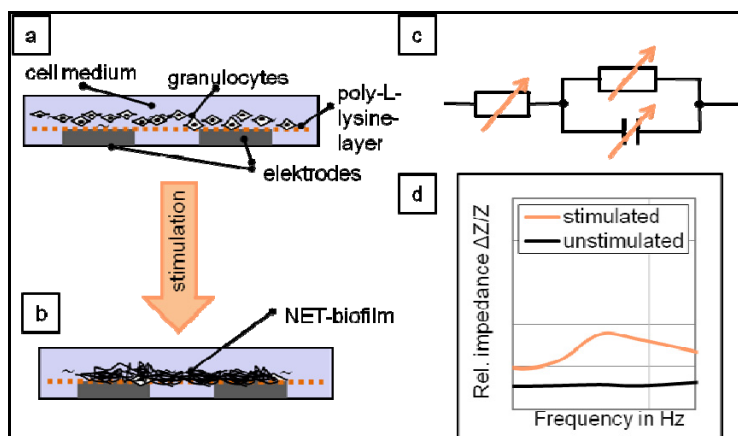 a
cell medium
granulocytes
poly-L-
lysine-
layer
elektrodes
stimulation
b
NET-biofilm
c
d
stimulated
unstimulated
Rel. impedance ΔZ/Z
Frequency in Hz